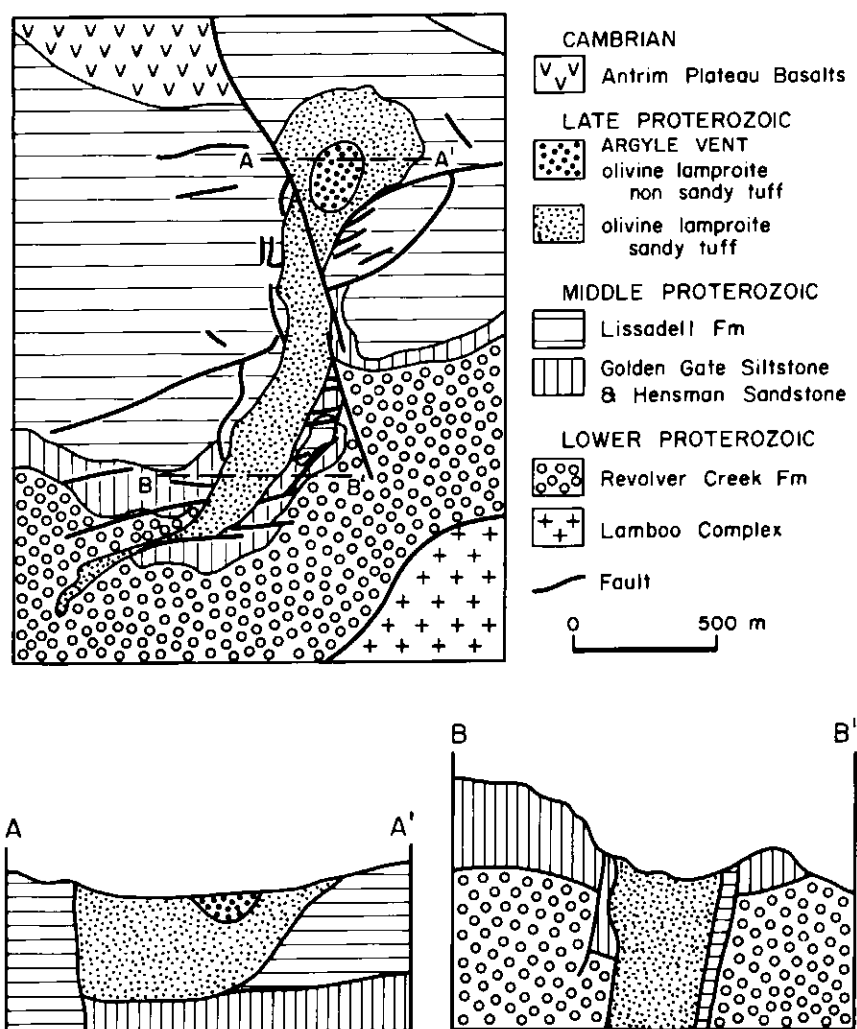 CAMBRIAN
Antrim Plateau Basalts
LATE PROTEROZOIC
ARGYLE VENT
olivine lamproite
non sandy tuff
olivine lamproite
sandy tuff
MIDDLE PROTEROZOIC
Lissadell Fm
Golden Gate Siltstone
& Hensman Sandstone
LOWER PROTEROZOIC
Revolver Creek Fm
Lamboo Complex
Fault
0 500 m
A A'
B B'
A A'
B B'